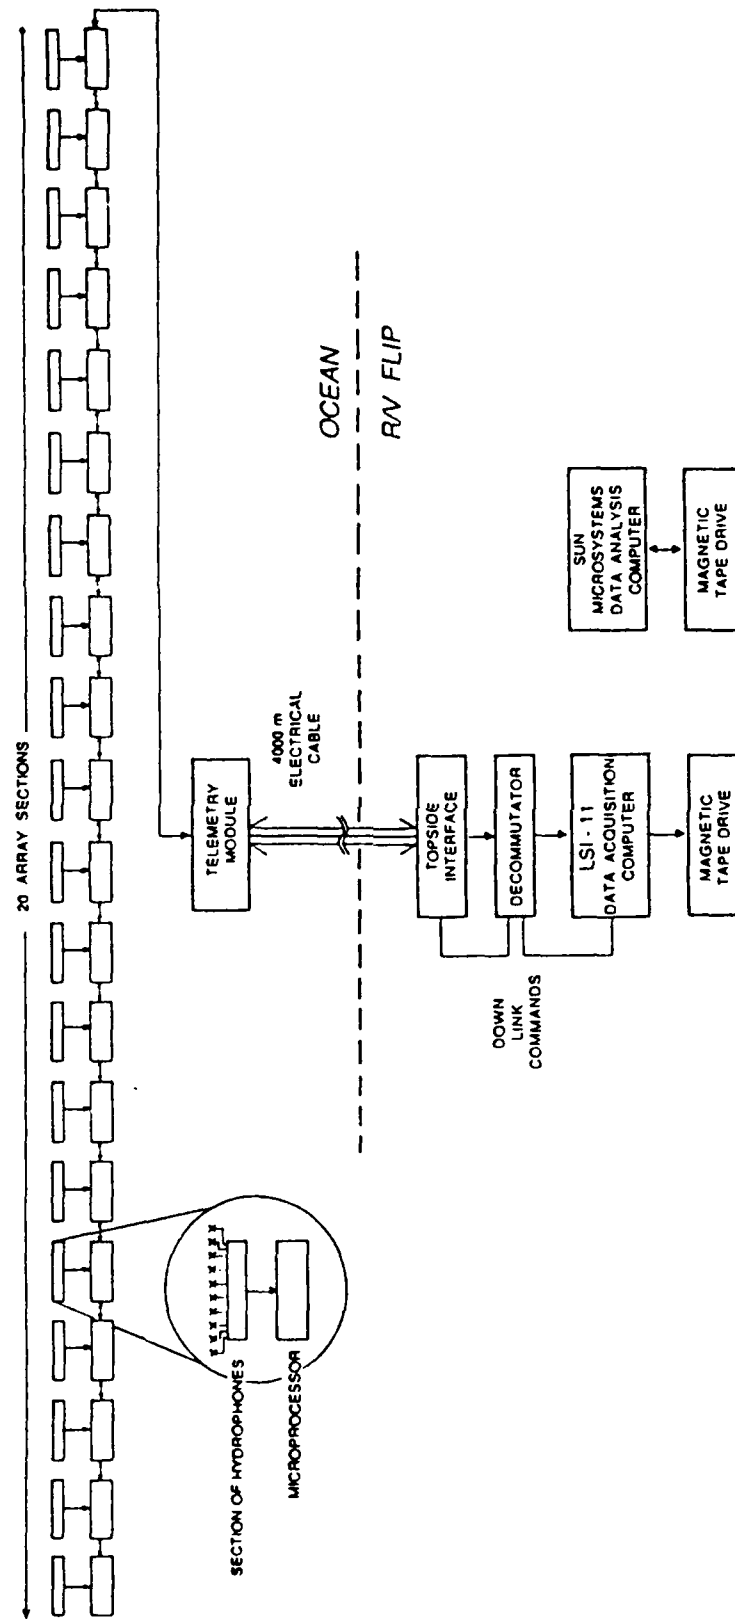 20 ARRAY SECTIONS
SECTION OF HYDROPHONES
MICROPROCESSOR
TELEMETRY
MODULE
4000 m
ELECTRICAL
CABLE
OCEAN
R/V FLIP
TOPSIDE
INTERFACE
DECOMMUTATOR
DOWN
LINK
COMMANDS
LSI - 11
DATA ACQUISITION
COMPUTER
MAGNETIC
TAPE DRIVE
SUN
MICROSYSTEMS
DATA ANALYSIS
COMPUTER
MAGNETIC
TAPE DRIVE